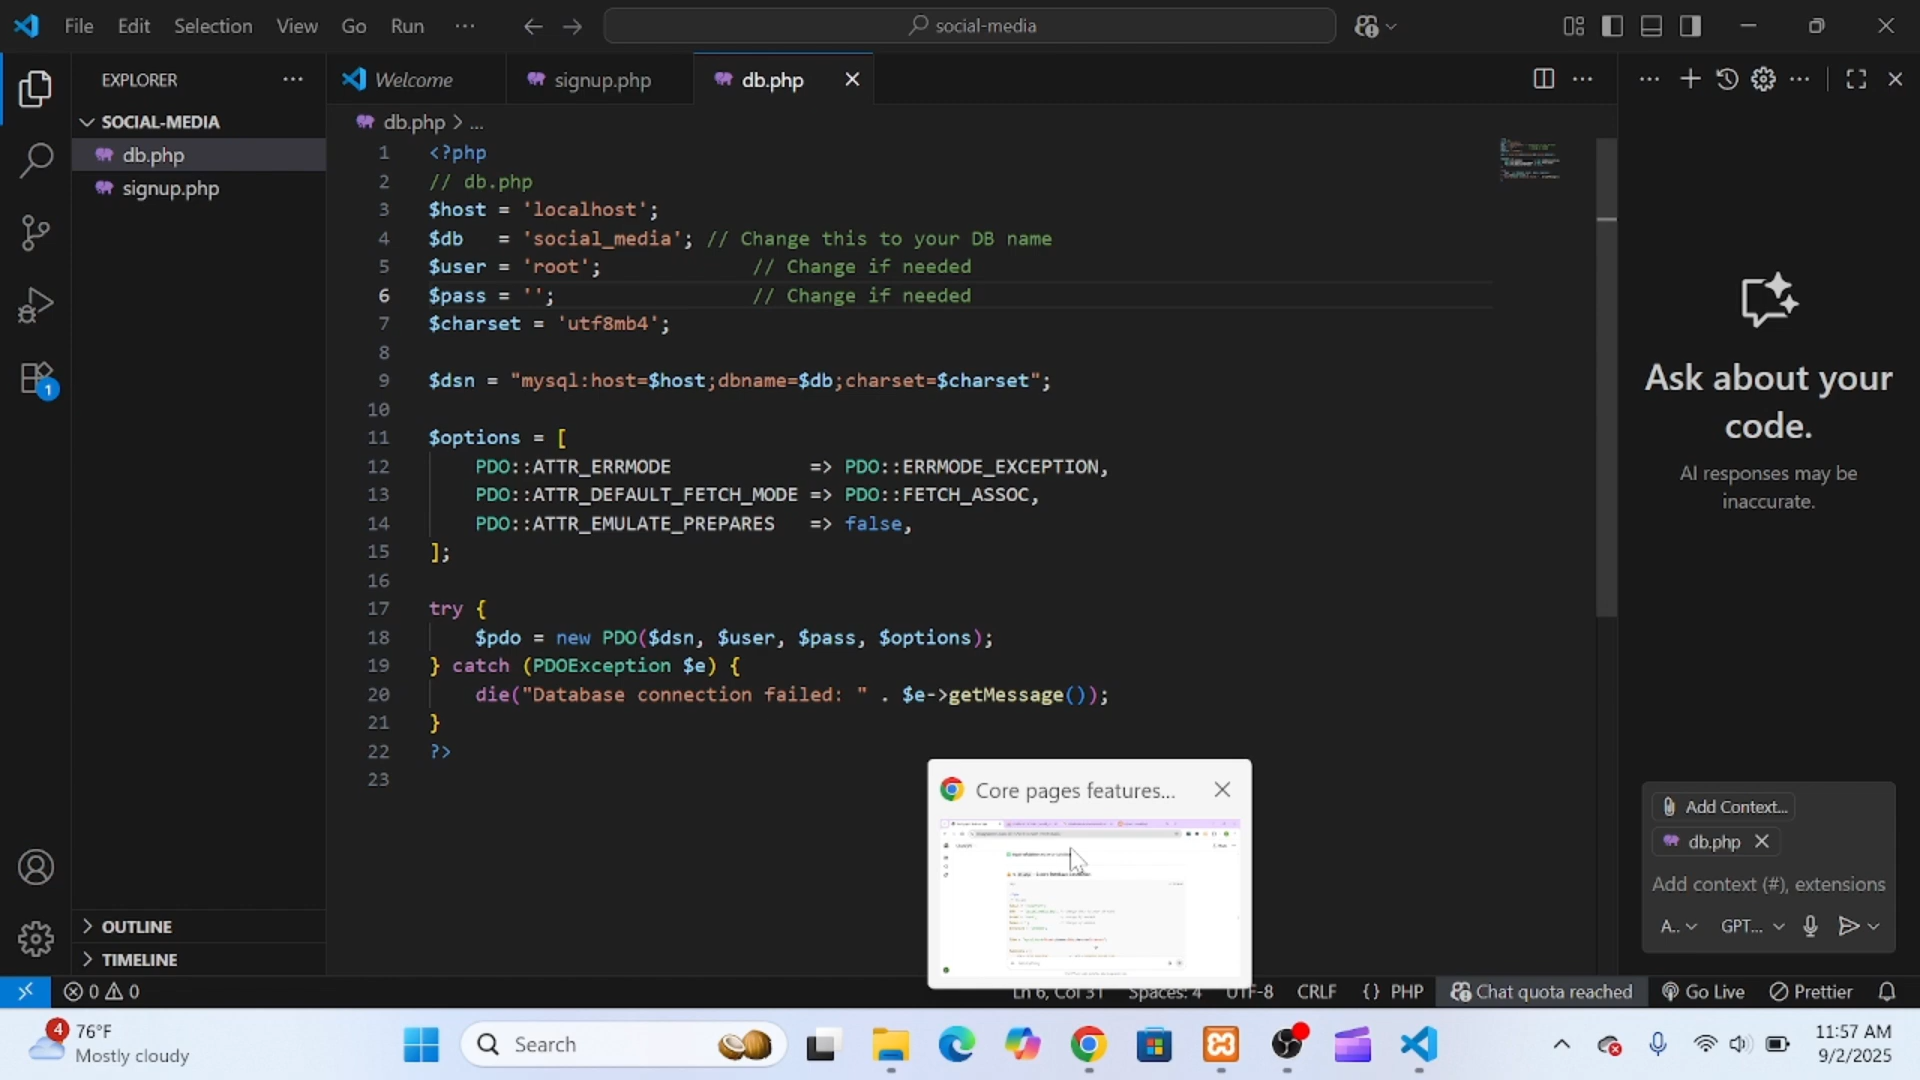 File Edit Selection View Go Run ... social-media
EXPLORER
SOCIAL-MEDIA
db.php
signup.php
OUTLINE
TIMELINE
Welcome signup.php db.php
db.php > ...
1 <?php
2 // db.php
3 $host = 'localhost';
4 $db   = 'social_media'; // Change this to your DB name
5 $user = 'root';             // Change if needed
6 $pass = '';                 // Change if needed
7 $charset = 'utf8mb4';
8
9 $dsn = "mysql:host=$host;dbname=$db;charset=$charset";
10
11 $options = [
12     PDO::ATTR_ERRMODE            => PDO::ERRMODE_EXCEPTION,
13     PDO::ATTR_DEFAULT_FETCH_MODE => PDO::FETCH_ASSOC,
14     PDO::ATTR_EMULATE_PREPARES   => false,
15 ];
16
17 try {
18     $pdo = new PDO($dsn, $user, $pass, $options);
19 } catch (PDOException $e) {
20     die("Database connection failed: " . $e->getMessage());
21 }
22 ?>
23
Core pages features...
Ask about your
code.
AI responses may be
inaccurate.
Add Context...
db.php
Add context (#), extensions
A.. GPT...
0 0 Ln 6, Col 31 Spaces: 4 UTF-8 CRLF {} PHP Chat quota reached Go Live Prettier
1
4
76°F
Mostly cloudy
Search
11:57 AM
9/2/2025